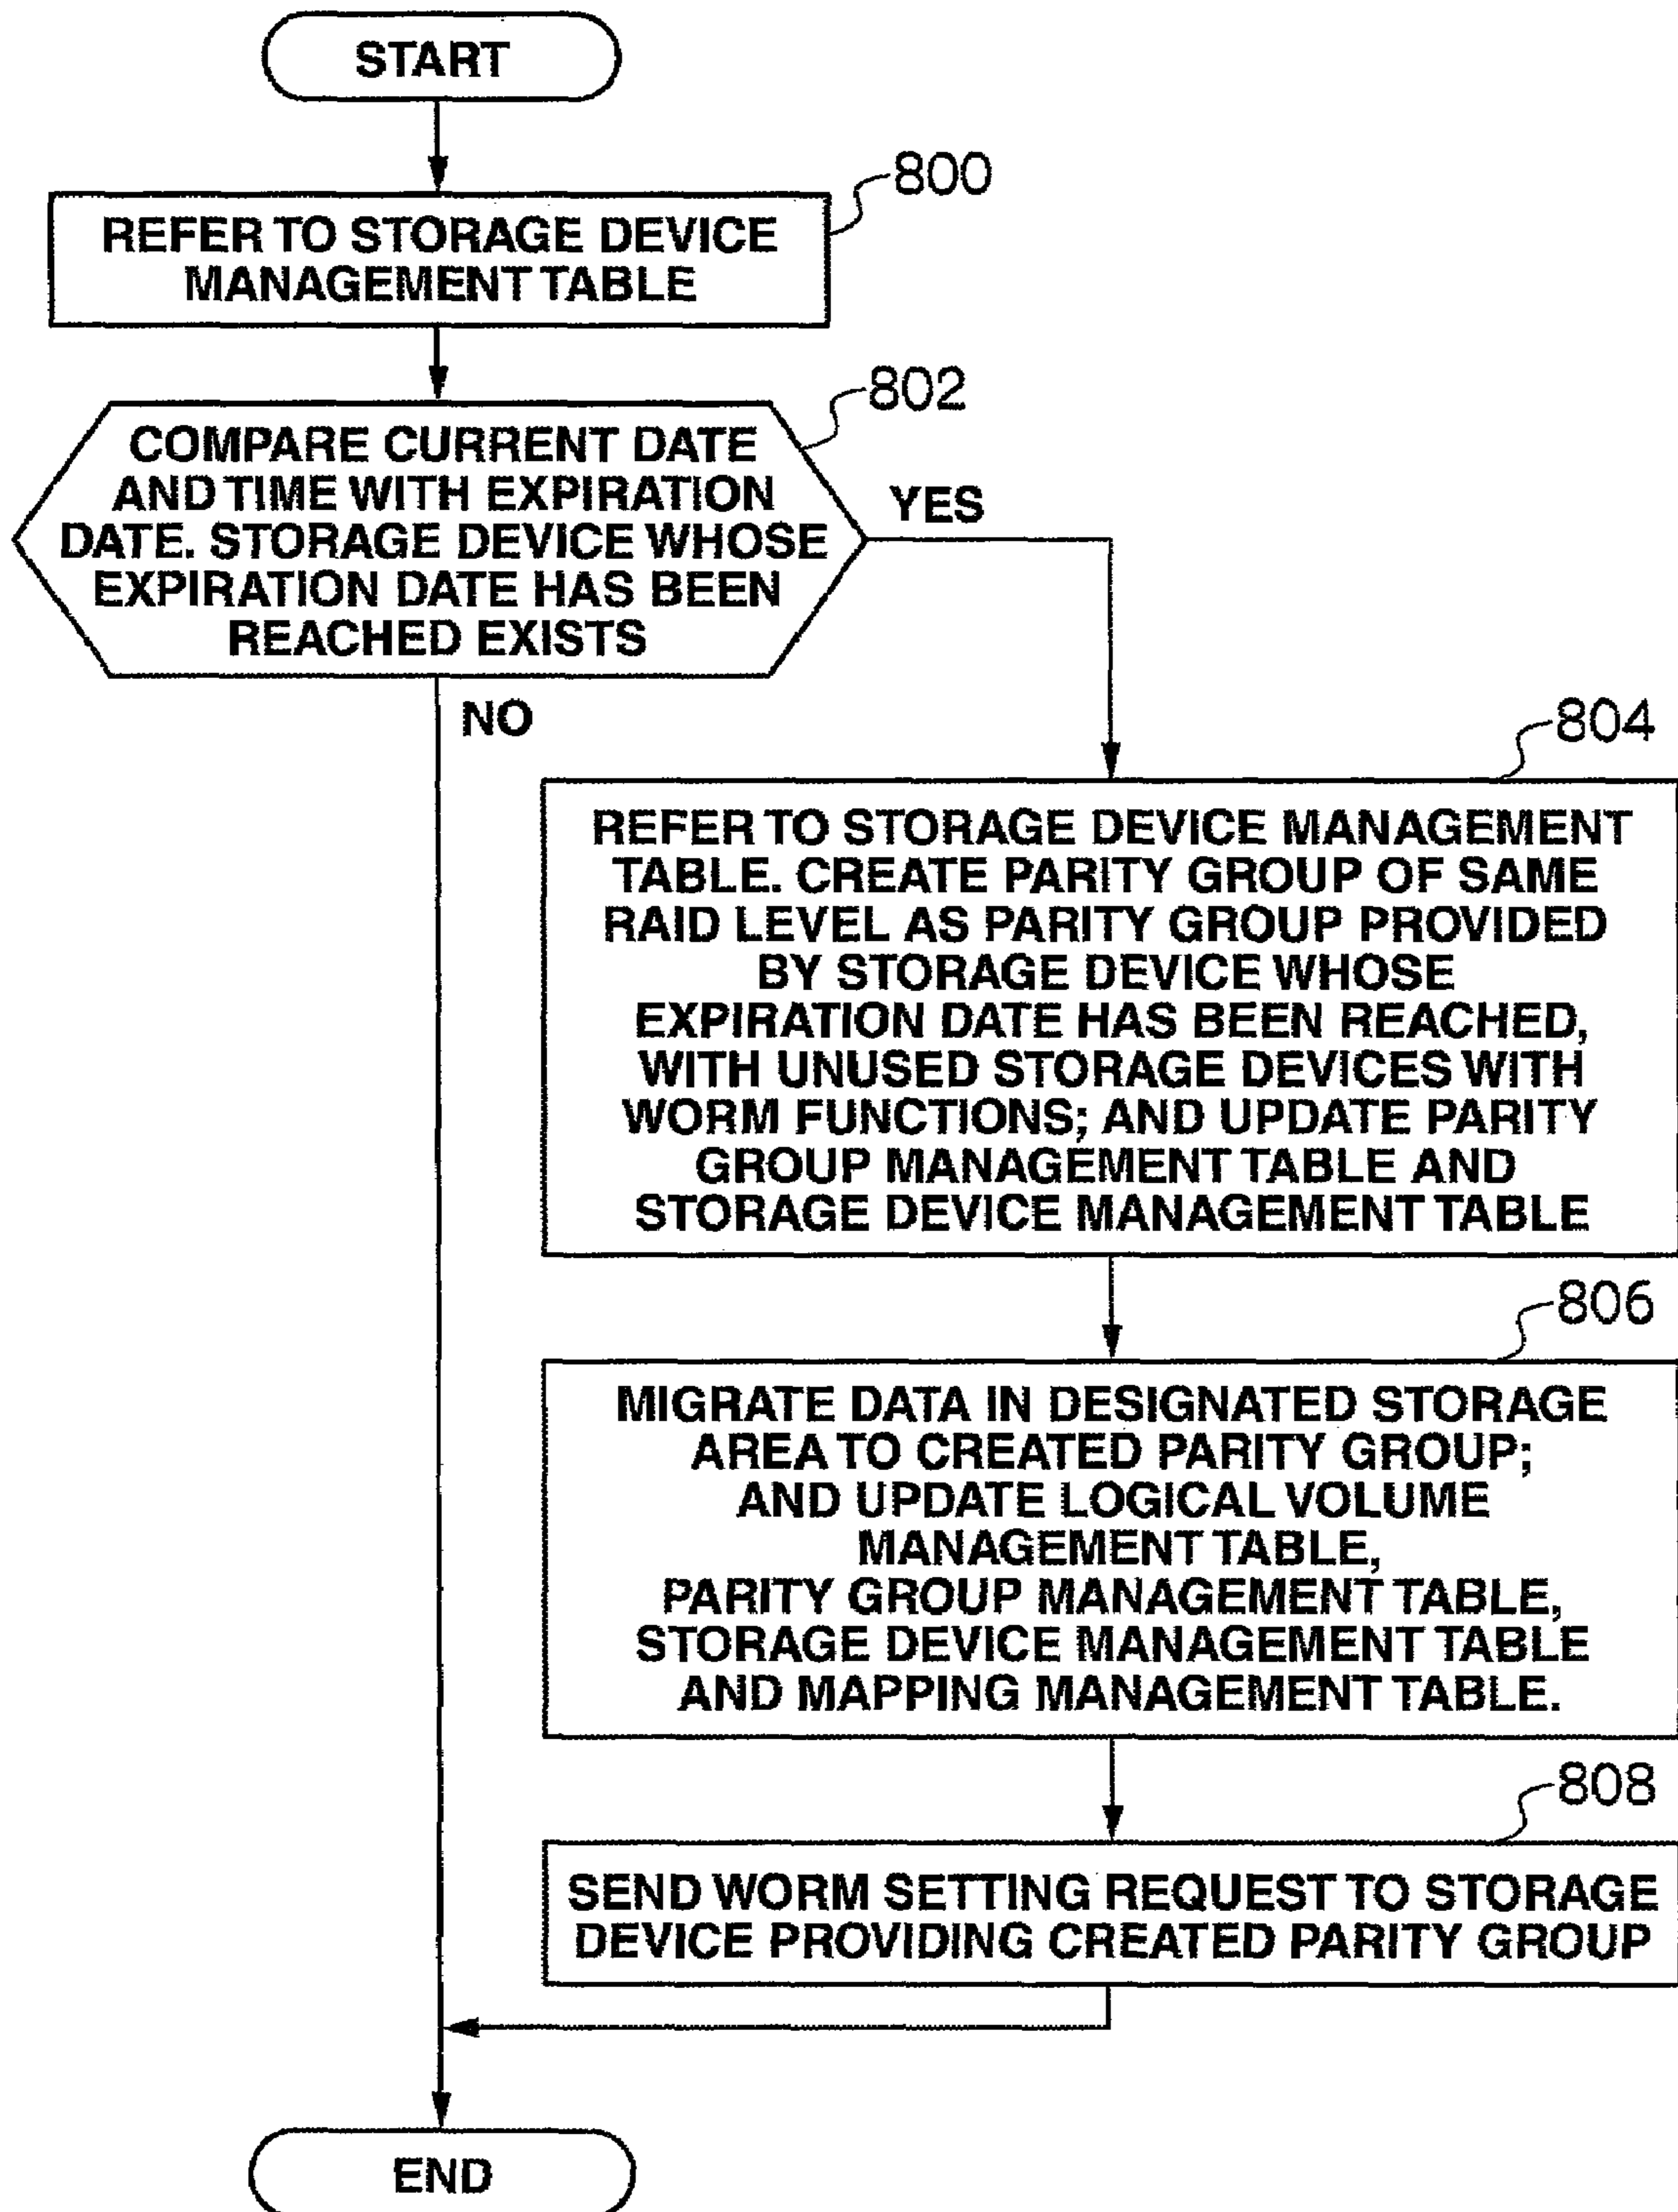 START
800
REFER TO STORAGE DEVICE
MANAGEMENT TABLE
802
COMPARE CURRENT DATE
AND TIME WITH EXPIRATION
DATE. STORAGE DEVICE WHOSE
EXPIRATION DATE HAS BEEN
REACHED EXISTS
YES
NO
804
REFER TO STORAGE DEVICE MANAGEMENT
TABLE. CREATE PARITY GROUP OF SAME
RAID LEVEL AS PARITY GROUP PROVIDED
BY STORAGE DEVICE WHOSE
EXPIRATION DATE HAS BEEN REACHED,
WITH UNUSED STORAGE DEVICES WITH
WORM FUNCTIONS; AND UPDATE PARITY
GROUP MANAGEMENT TABLE AND
STORAGE DEVICE MANAGEMENT TABLE
806
MIGRATE DATA IN DESIGNATED STORAGE
AREA TO CREATED PARITY GROUP;
AND UPDATE LOGICAL VOLUME
MANAGEMENT TABLE,
PARITY GROUP MANAGEMENT TABLE,
STORAGE DEVICE MANAGEMENT TABLE
AND MAPPING MANAGEMENT TABLE.
808
SEND WORM SETTING REQUEST TO STORAGE
DEVICE PROVIDING CREATED PARITY GROUP
END